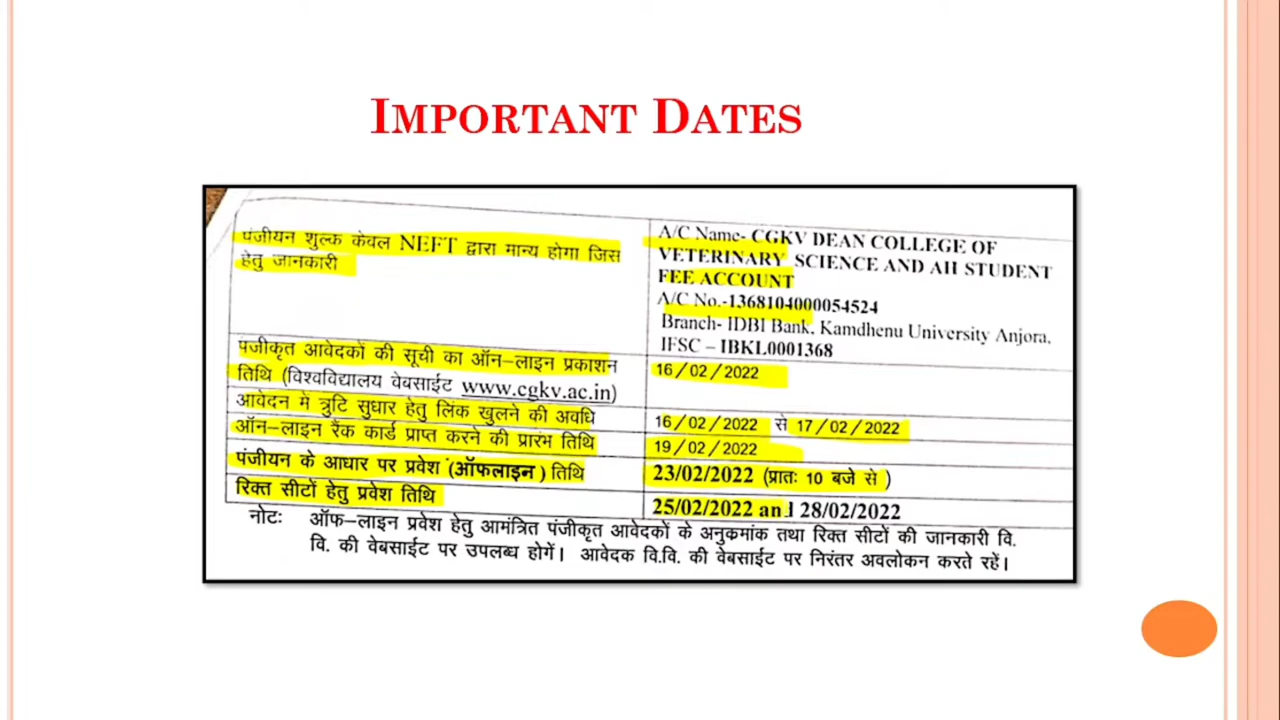 IMPORTANT DATES
पंजीयन शुल्क केवल NEFT द्वारा मान्य होगा जिस
हेतु जानकारी
A/C Name- CGKV DEAN COLLEGE OF
VETERINARY SCIENCE AND AH STUDENT
FEE ACCOUNT
A/C No.-1368104000054524
Branch- IDBI Bank, Kamdhenu University Anjora,
IFSC – IBKL0001368
पंजीकृत आवेदकों की सूची का ऑन-लाइन प्रकाशन
तिथि (विश्वविद्यालय वेबसाईट www.cgkv.ac.in)
16/02/2022
आवेदन में त्रुटि सुधार हेतु लिंक खुलने की अवधि
16/02/2022 से 17/02/2022
ऑन-लाइन रैंक कार्ड प्राप्त करने की प्रारंभ तिथि
19/02/2022
पंजीयन के आधार पर प्रवेश (ऑफलाइन) तिथि
23/02/2022 (प्रातः 10 बजे से)
रिक्त सीटों हेतु प्रवेश तिथि
25/02/2022 and 28/02/2022
नोटः ऑफ-लाइन प्रवेश हेतु आमंत्रित पंजीकृत आवेदकों के अनुक्रमांक तथा रिक्त सीटों की जानकारी वि.
वि. की वेबसाईट पर उपलब्ध होगें। आवेदक वि.वि. की वेबसाईट पर निरंतर अवलोकन करते रहें।